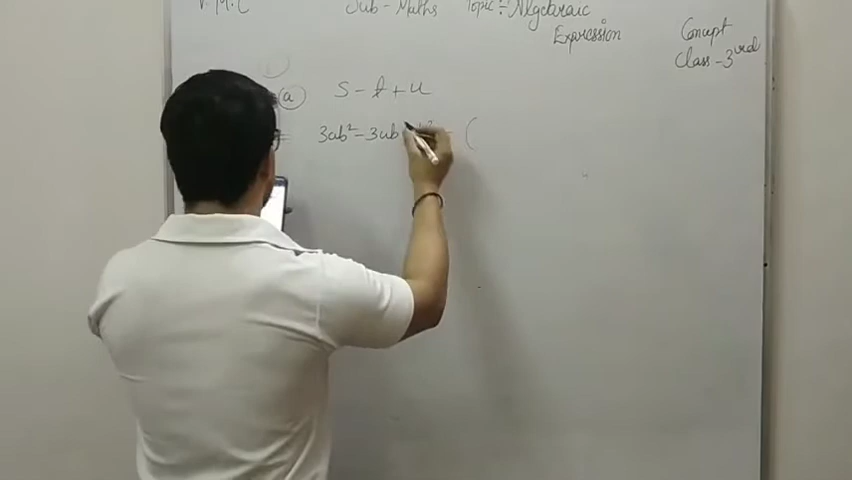 V.M.C Sub-Maths Topic :- Algebraic
Expression
Concept
Class-3rd
(a) S - t + u
= 3ab² - 3ab (